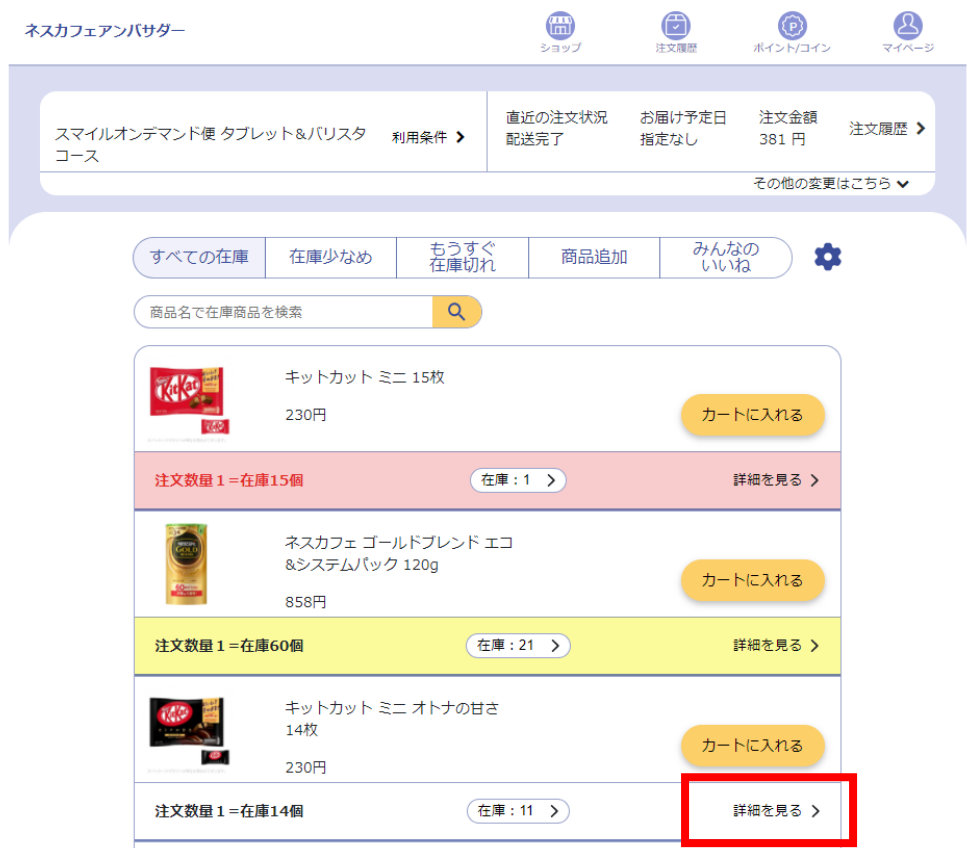 ネスカフェアンバサダー
ショップ
注文履歴
ポイント/コイン
マイページ
スマイルオンデマンド便 タブレット＆バリスタ
コース
利用条件
直近の注文状況
配送完了
お届け予定日
指定なし
注文金額
381 円
注文履歴
その他の変更はこちら
すべての在庫
在庫少なめ
もうすぐ
在庫切れ
商品追加
みんなの
いいね
商品名で在庫商品を検索
KitKat
キットカット ミニ 15枚
230円
カートに入れる
注文数量１=在庫15個
在庫：1
詳細を見る
NESCAFE
GOLD
ネスカフェ ゴールドブレンド エコ
&システムパック 120g
858円
カートに入れる
注文数量１=在庫60個
在庫：21
詳細を見る
KitKat
キットカット ミニ オトナの甘さ
14枚
230円
カートに入れる
注文数量１=在庫14個
在庫：11
詳細を見る